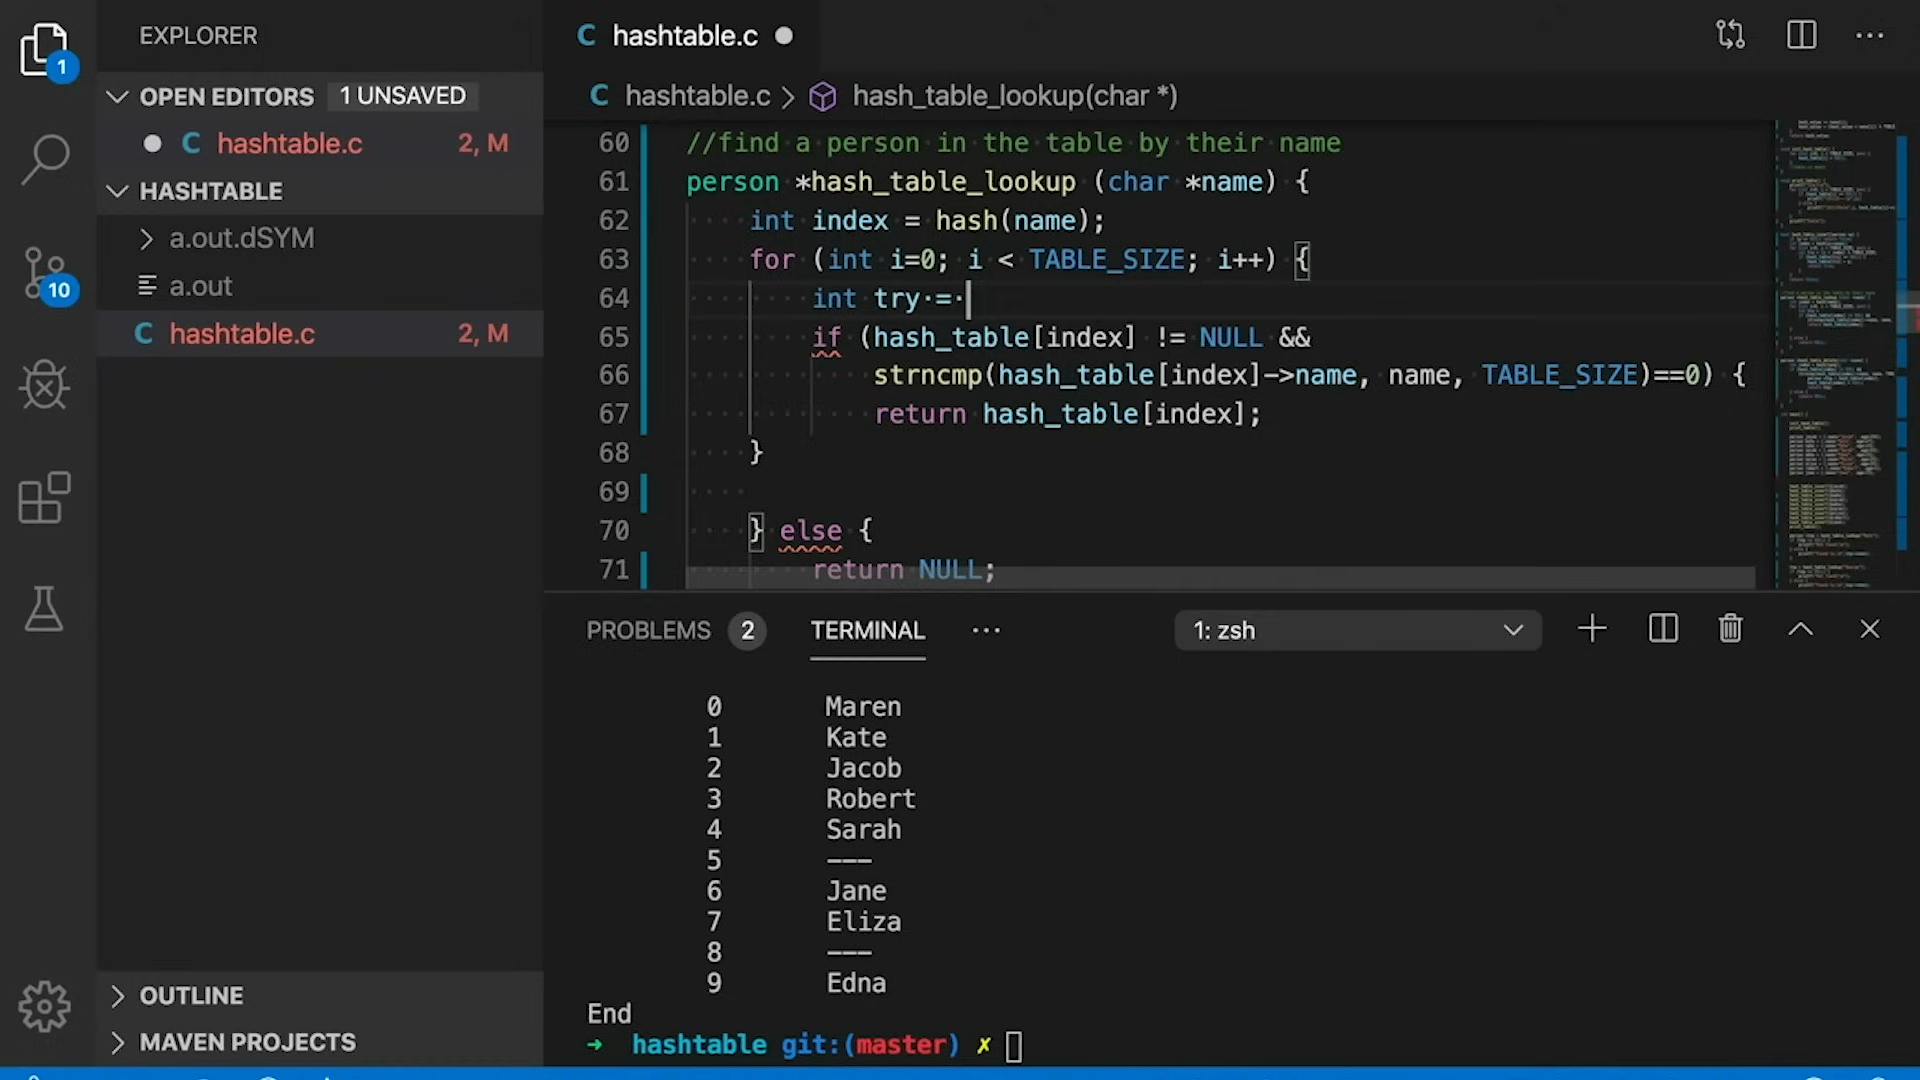 EXPLORER
OPEN EDITORS 1 UNSAVED
C hashtable.c 2, M
HASHTABLE
a.out.dSYM
a.out
C hashtable.c 2, M
OUTLINE
MAVEN PROJECTS
1
10
C hashtable.c
C hashtable.c > hash_table_lookup(char *)
60 //find a person in the table by their name
61 person *hash_table_lookup (char *name) {
62 int index = hash(name);
63 for (int i=0; i < TABLE_SIZE; i++) {
64 int try =
65 if (hash_table[index] != NULL &&
66 strncmp(hash_table[index]->name, name, TABLE_SIZE)==0) {
67 return hash_table[index];
68 }
69
70 } else {
71 return NULL;
PROBLEMS 2 TERMINAL ··· 1: zsh
0 Maren
1 Kate
2 Jacob
3 Robert
4 Sarah
5 ---
6 Jane
7 Eliza
8 ---
9 Edna
End
→ hashtable git:(master) ✗